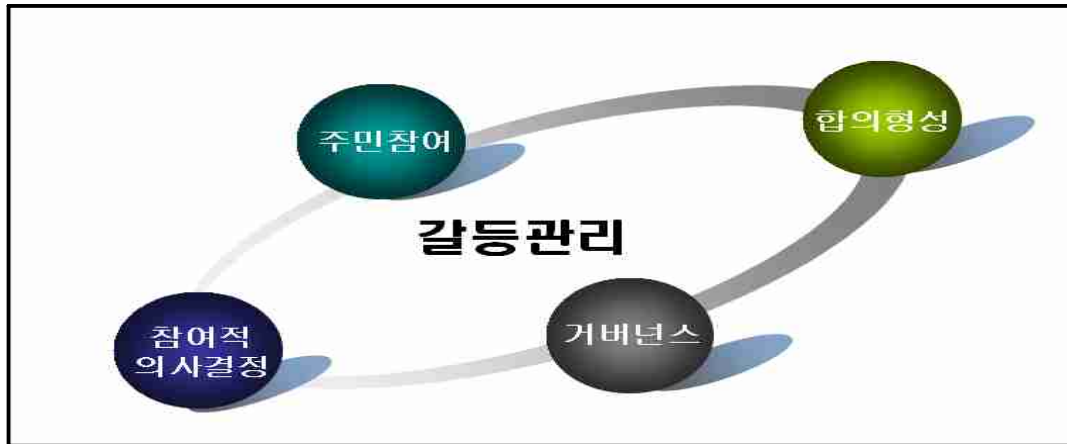 합의형성
주민참여
갈등관리
거버넌스
참여적
의사결정